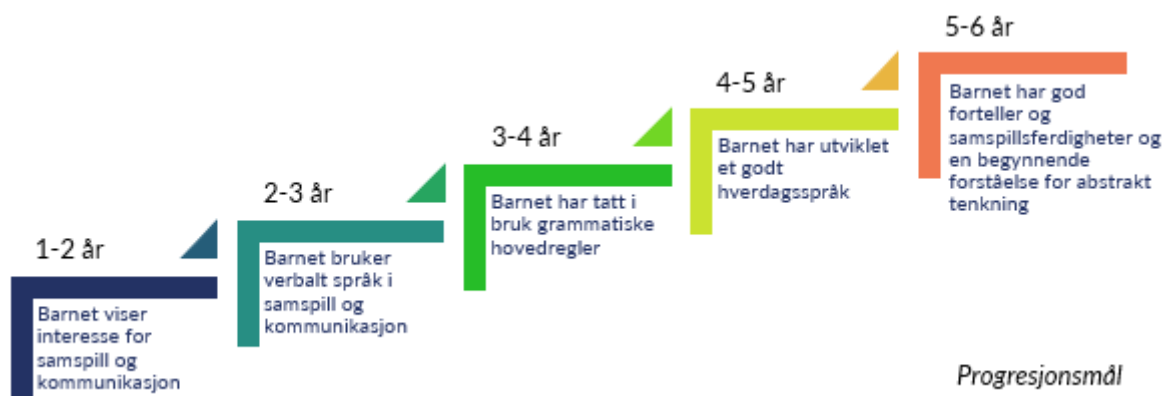 1-2 år
Barnet viser
interesse for
samspill og
kommunikasjon
2-3 år
Barnet bruker
verbalt språk i
samspill og
kommunikasjon
3-4 år
Barnet har tatt i
bruk grammatiske
hovedregler
4-5 år
Barnet har utviklet
et godt
hverdagsspråk
5-6 år
Barnet har god
forteller og
samspillsferdigheter og
en begynnende
forståelse for abstrakt
tenkning
Progresjonsmål